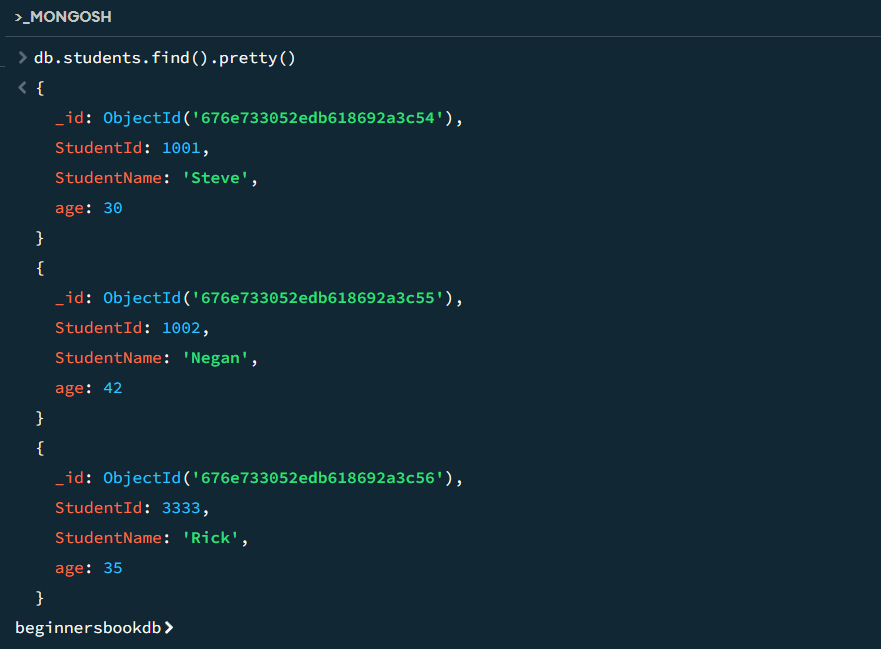 >_MONGOSH
> db.students.find().pretty()
< {
_id: ObjectId('676e733052edb618692a3c54'),
StudentId: 1001,
StudentName: 'Steve',
age: 30
}
{
_id: ObjectId('676e733052edb618692a3c55'),
StudentId: 1002,
StudentName: 'Negan',
age: 42
}
{
_id: ObjectId('676e733052edb618692a3c56'),
StudentId: 3333,
StudentName: 'Rick',
age: 35
}
beginnersbookdb>